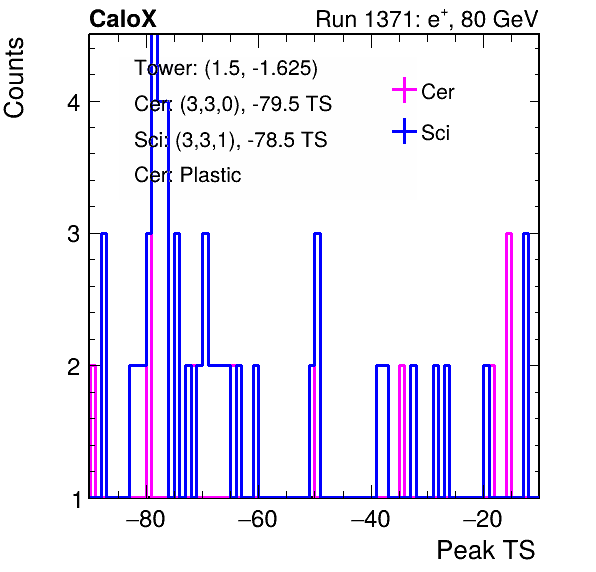 CaloX Run 1371: e⁺, 80 GeV
Counts
Tower: (1.5, -1.625)
Cer: (3,3,0), -79.5 TS
Sci: (3,3,1), -78.5 TS
Cer: Plastic
Cer
Sci
4
3
2
1
−80 −60 −40 −20
Peak TS